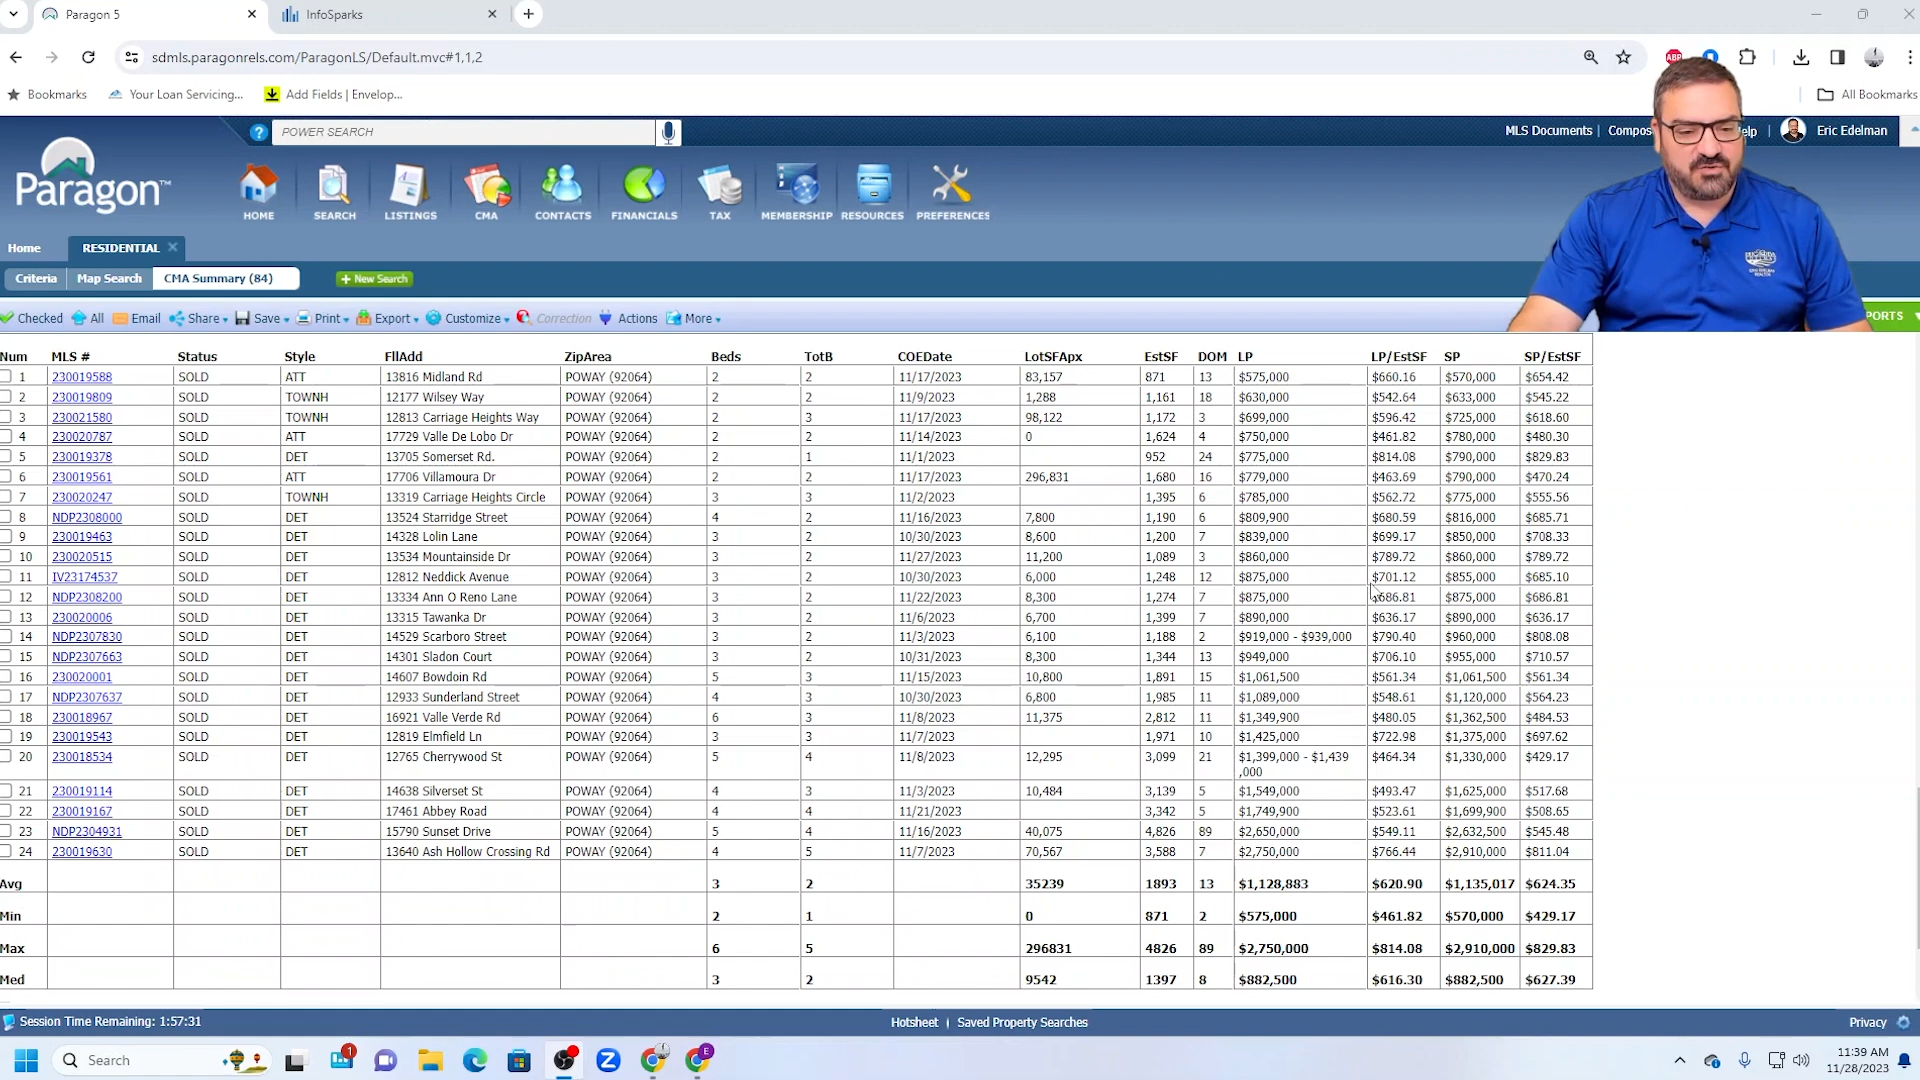 Paragon 5
InfoSparks
sdmls.paragonrels.com/ParagonLS/Default.mvc#1,1,2
Bookmarks Your Loan Servicing... Add Fields | Envelop... All Bookmarks
POWER SEARCH MLS Documents | Compos elp Eric Edelman
Paragon
HOME SEARCH LISTINGS CMA CONTACTS FINANCIALS TAX MEMBERSHIP RESOURCES PREFERENCES
Home RESIDENTIAL
Criteria Map Search CMA Summary (84) + New Search
Checked All Email Share Save Print Export Customize Correction Actions More PORTS
Num MLS # Status Style FllAdd ZipArea Beds TotB COEDate LotSFApx EstSF DOM LP LP/EstSF SP SP/EstSF
1 230019588 SOLD ATT 13816 Midland Rd POWAY (92064) 2 2 11/17/2023 83,157 871 13 $575,000 $660.16 $570,000 $654.42
2 230019809 SOLD TOWNH 12177 Wilsey Way POWAY (92064) 2 2 11/9/2023 1,288 1,161 18 $630,000 $542.64 $633,000 $545.22
3 230021580 SOLD TOWNH 12813 Carriage Heights Way POWAY (92064) 2 3 11/17/2023 98,122 1,172 3 $699,000 $596.42 $725,000 $618.60
4 230020787 SOLD ATT 17729 Valle De Lobo Dr POWAY (92064) 2 2 11/14/2023 0 1,624 4 $750,000 $461.82 $780,000 $480.30
5 230019378 SOLD DET 13705 Somerset Rd. POWAY (92064) 2 1 11/1/2023 952 24 $775,000 $814.08 $790,000 $829.83
6 230019561 SOLD ATT 17706 Villamoura Dr POWAY (92064) 2 2 11/17/2023 296,831 1,680 16 $779,000 $463.69 $790,000 $470.24
7 230020247 SOLD TOWNH 13319 Carriage Heights Circle POWAY (92064) 3 3 11/2/2023 1,395 6 $785,000 $562.72 $775,000 $555.56
8 NDP2308000 SOLD DET 13524 Starridge Street POWAY (92064) 4 2 11/16/2023 7,800 1,190 6 $809,900 $680.59 $816,000 $685.71
9 230019463 SOLD DET 14328 Lolin Lane POWAY (92064) 3 2 10/30/2023 8,600 1,200 7 $839,000 $699.17 $850,000 $708.33
10 230020515 SOLD DET 13534 Mountainside Dr POWAY (92064) 3 2 11/27/2023 11,200 1,089 3 $860,000 $789.72 $860,000 $789.72
11 IV23174537 SOLD DET 12812 Neddick Avenue POWAY (92064) 3 2 10/30/2023 6,000 1,248 12 $875,000 $701.12 $855,000 $685.10
12 NDP2308200 SOLD DET 13334 Ann O Reno Lane POWAY (92064) 3 2 11/22/2023 8,300 1,274 7 $875,000 $686.81 $875,000 $686.81
13 230020006 SOLD DET 13315 Tawanka Dr POWAY (92064) 3 2 11/6/2023 6,700 1,399 7 $890,000 $636.17 $890,000 $636.17
14 NDP2307830 SOLD DET 14529 Scarboro Street POWAY (92064) 3 2 11/3/2023 6,100 1,188 2 $919,000 - $939,000 $790.40 $960,000 $808.08
15 NDP2307663 SOLD DET 14301 Sladon Court POWAY (92064) 3 2 10/31/2023 8,300 1,344 13 $949,000 $706.10 $955,000 $710.57
16 230020001 SOLD DET 14607 Bowdoin Rd POWAY (92064) 5 3 11/15/2023 10,800 1,891 15 $1,061,500 $561.34 $1,061,500 $561.34
17 NDP2307637 SOLD DET 12933 Sunderland Street POWAY (92064) 4 3 10/30/2023 6,800 1,985 11 $1,089,000 $548.61 $1,120,000 $564.23
18 230018967 SOLD DET 16921 Valle Verde Rd POWAY (92064) 6 3 11/8/2023 11,375 2,812 11 $1,349,900 $480.05 $1,362,500 $484.53
19 230019543 SOLD DET 12819 Elmfield Ln POWAY (92064) 3 3 11/7/2023 1,971 10 $1,425,000 $722.98 $1,375,000 $697.62
20 230018534 SOLD DET 12765 Cherrywood St POWAY (92064) 5 4 11/8/2023 12,295 3,099 21 $1,399,000 - $1,439 $464.34 $1,330,000 $429.17
,000
21 230019114 SOLD DET 14638 Silverset St POWAY (92064) 4 3 11/3/2023 10,484 3,139 5 $1,549,000 $493.47 $1,625,000 $517.68
22 230019167 SOLD DET 17461 Abbey Road POWAY (92064) 4 4 11/21/2023 3,342 5 $1,749,900 $523.61 $1,699,900 $508.65
23 NDP2304931 SOLD DET 15790 Sunset Drive POWAY (92064) 5 4 11/16/2023 40,075 4,826 89 $2,650,000 $549.11 $2,632,500 $545.48
24 230019630 SOLD DET 13640 Ash Hollow Crossing Rd POWAY (92064) 4 5 11/7/2023 70,567 3,588 7 $2,750,000 $766.44 $2,910,000 $811.04
Avg 3 2 35239 1893 13 $1,128,883 $620.90 $1,135,017 $624.35
Min 2 1 0 871 2 $575,000 $461.82 $570,000 $429.17
Max 6 5 296831 4826 89 $2,750,000 $814.08 $2,910,000 $829.83
Med 3 2 9542 1397 8 $882,500 $616.30 $882,500 $627.39
Session Time Remaining: 1:57:31 Hotsheet | Saved Property Searches Privacy
Search 11:39 AM
11/28/2023